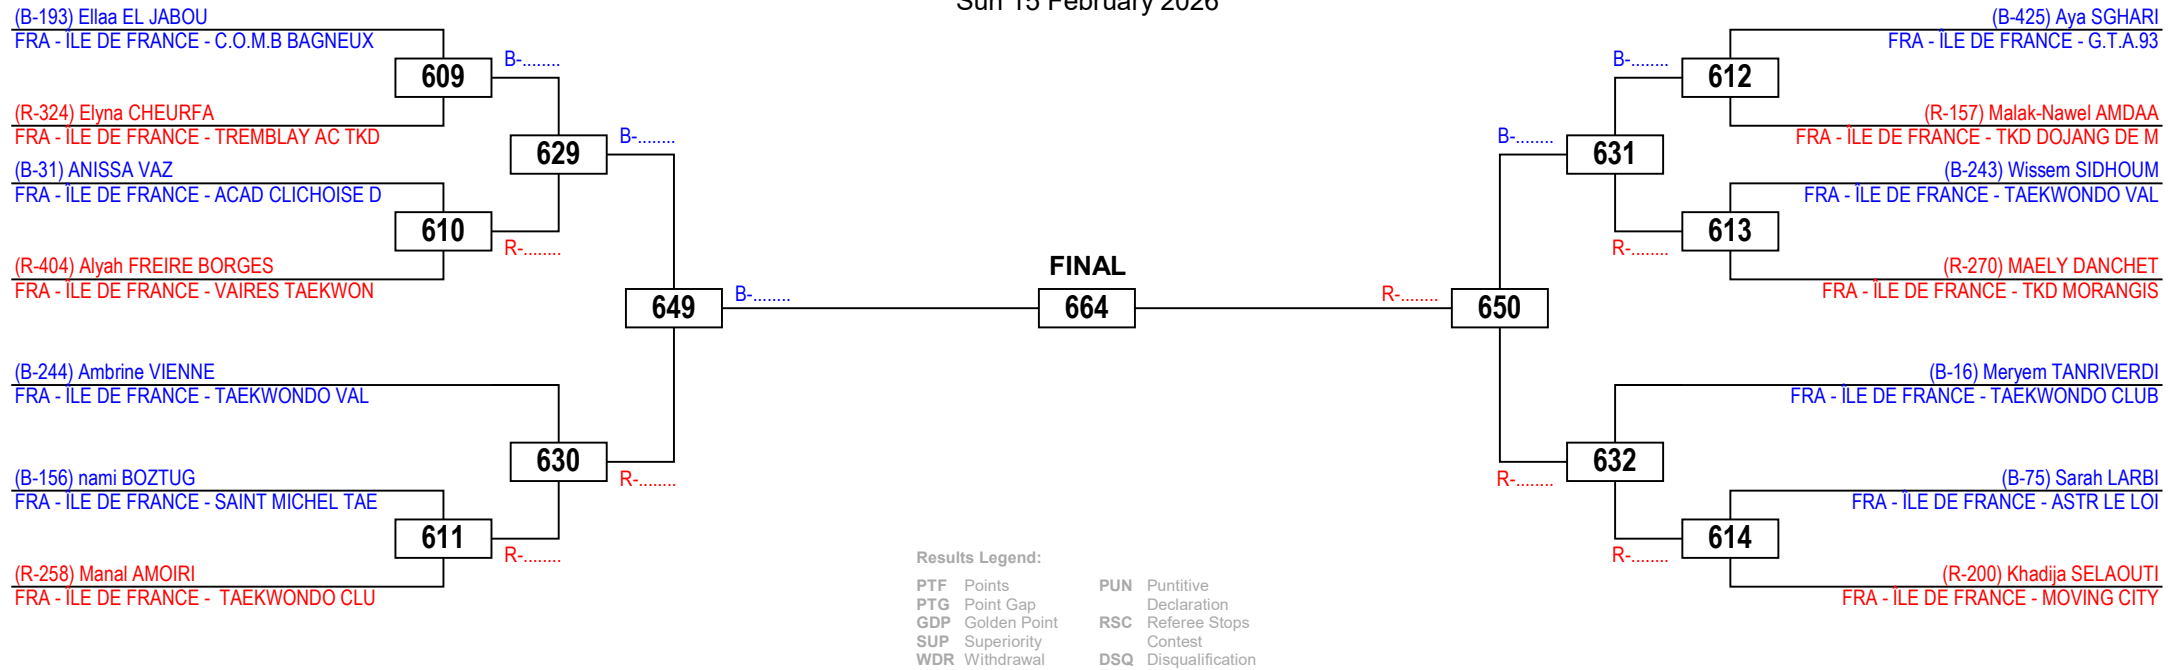 Sun 15 February 2026
(B-193) Ellaa EL JABOU
FRA - ÎLE DE FRANCE - C.O.M.B BAGNEUX
609
B-........
(R-324) Elyna CHEURFA
FRA - ÎLE DE FRANCE - TREMBLAY AC TKD
629
B-........
(B-31) ANISSA VAZ
FRA - ÎLE DE FRANCE - ACAD CLICHOISE D
610
R-........
(R-404) Alyah FREIRE BORGES
FRA - ÎLE DE FRANCE - VAIRES TAEKWON
649
B-........
(B-244) Ambrine VIENNE
FRA - ÎLE DE FRANCE - TAEKWONDO VAL
630
R-........
(B-156) nami BOZTUG
FRA - ÎLE DE FRANCE - SAINT MICHEL TAE
611
R-........
(R-258) Manal AMOIRI
FRA - ÎLE DE FRANCE - TAEKWONDO CLU
FINAL
664
(B-425) Aya SGHARI
FRA - ÎLE DE FRANCE - G.T.A.93
B-........
612
(R-157) Malak-Nawel AMDAA
FRA - ÎLE DE FRANCE - TKD DOJANG DE M
B-........
631
(B-243) Wissem SIDHOUM
FRA - ÎLE DE FRANCE - TAEKWONDO VAL
R-........
613
(R-270) MAELY DANCHET
FRA - ÎLE DE FRANCE - TKD MORANGIS
R-........
650
(B-16) Meryem TANRIVERDI
FRA - ÎLE DE FRANCE - TAEKWONDO CLUB
R-........
632
(B-75) Sarah LARBI
FRA - ÎLE DE FRANCE - ASTR LE LOI
R-........
614
(R-200) Khadija SELAOUTI
FRA - ÎLE DE FRANCE - MOVING CITY
Results Legend:
PTF Points
PTG Point Gap
GDP Golden Point
SUP Superiority
WDR Withdrawal
PUN Puntitive
Declaration
RSC Referee Stops
Contest
DSQ Disqualification